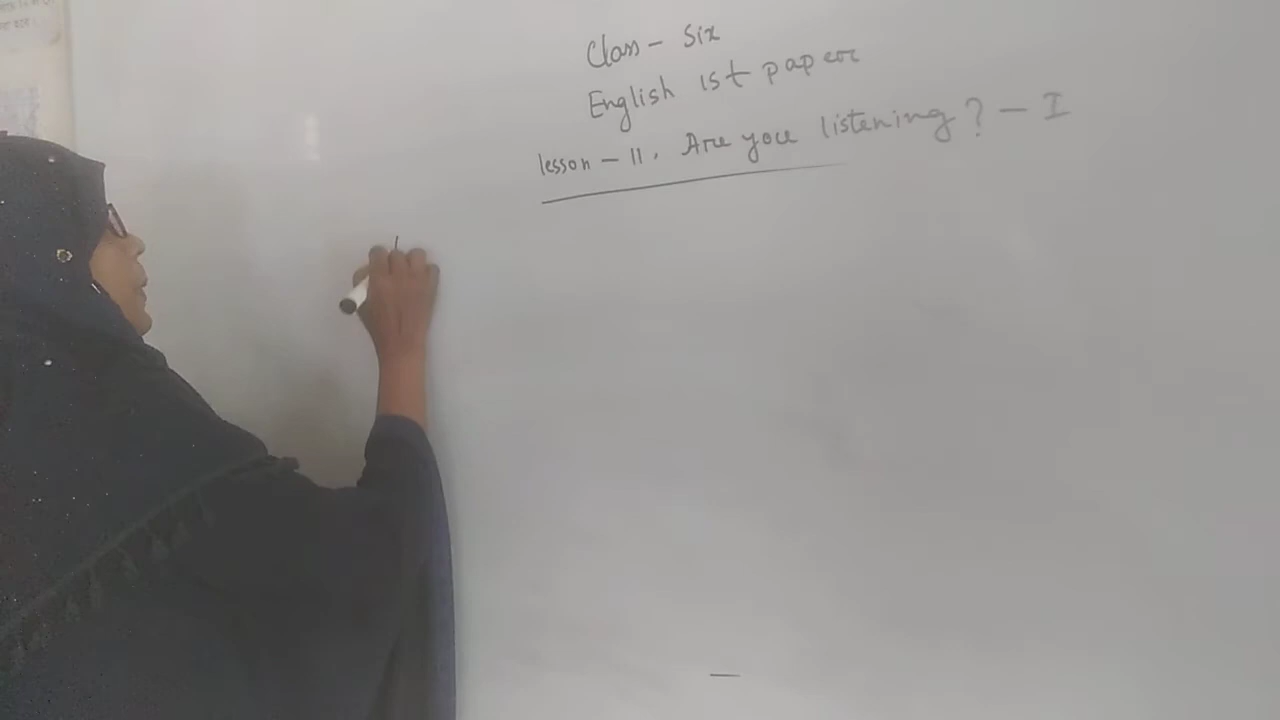 Class - Six
English 1st paper
lesson - 11. Are you listening? - I